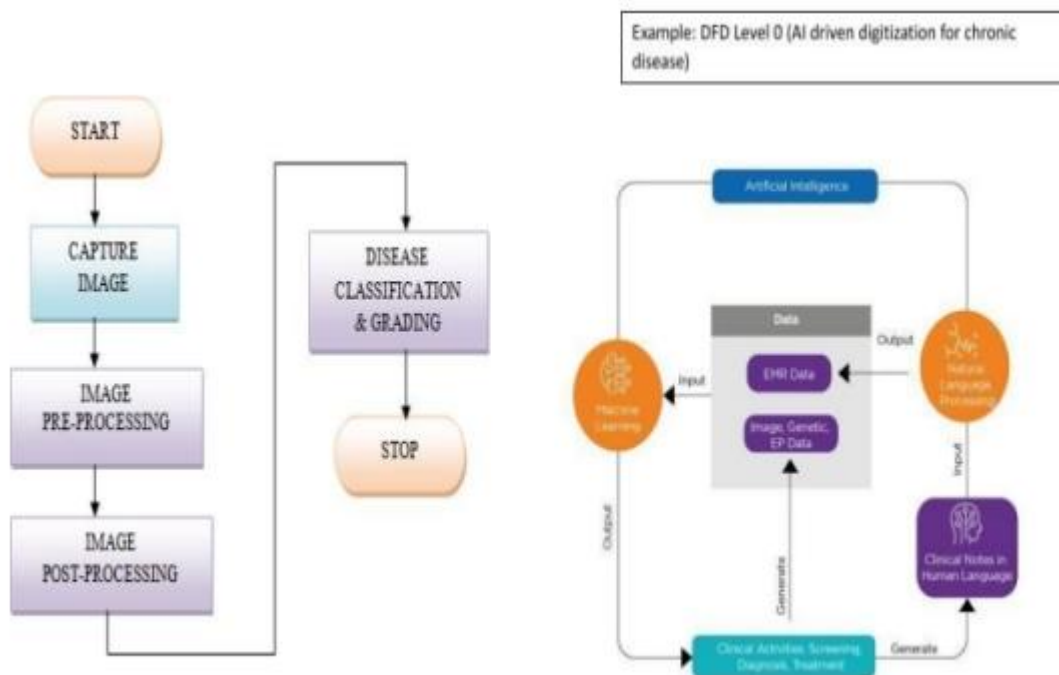 Example: DFD Level 0 (AI driven digitization for chronic
disease)
START
CAPTURE
IMAGE
IMAGE
PRE-PROCESSING
IMAGE
POST-PROCESSING
DISEASE
CLASSIFICATION
& GRADING
STOP
Artificial Intelligence
Data
EMR Data
Image, Genetic,
EP Data
Input
Machine
Learning
Output
Natural
Language
Processing
Input
Output
Generate
Clinical Notes in
Human Language
Clinical Activities, Screening,
Diagnosis, Treatment
Generate